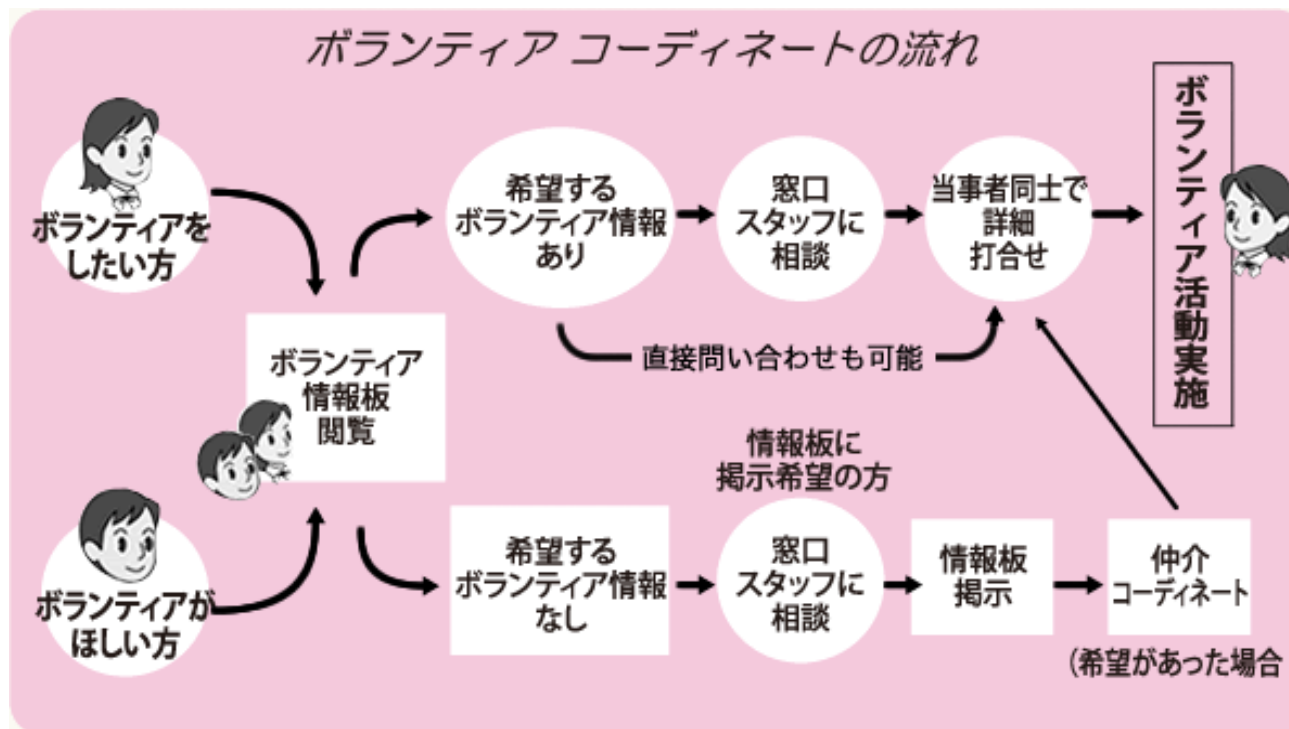 ボランティア コーディネートの流れ
ボランティアを
したい方
ボランティアが
ほしい方
ボランティア
情報板
閲覧
希望する
ボランティア情報
あり
窓口
スタッフに
相談
当事者同士で
詳細
打合せ
ボランティア活動実施
直接問い合わせも可能
希望する
ボランティア情報
なし
情報板に
掲示希望の方
窓口
スタッフに
相談
情報板
掲示
仲介
コーディネート
(希望があった場合